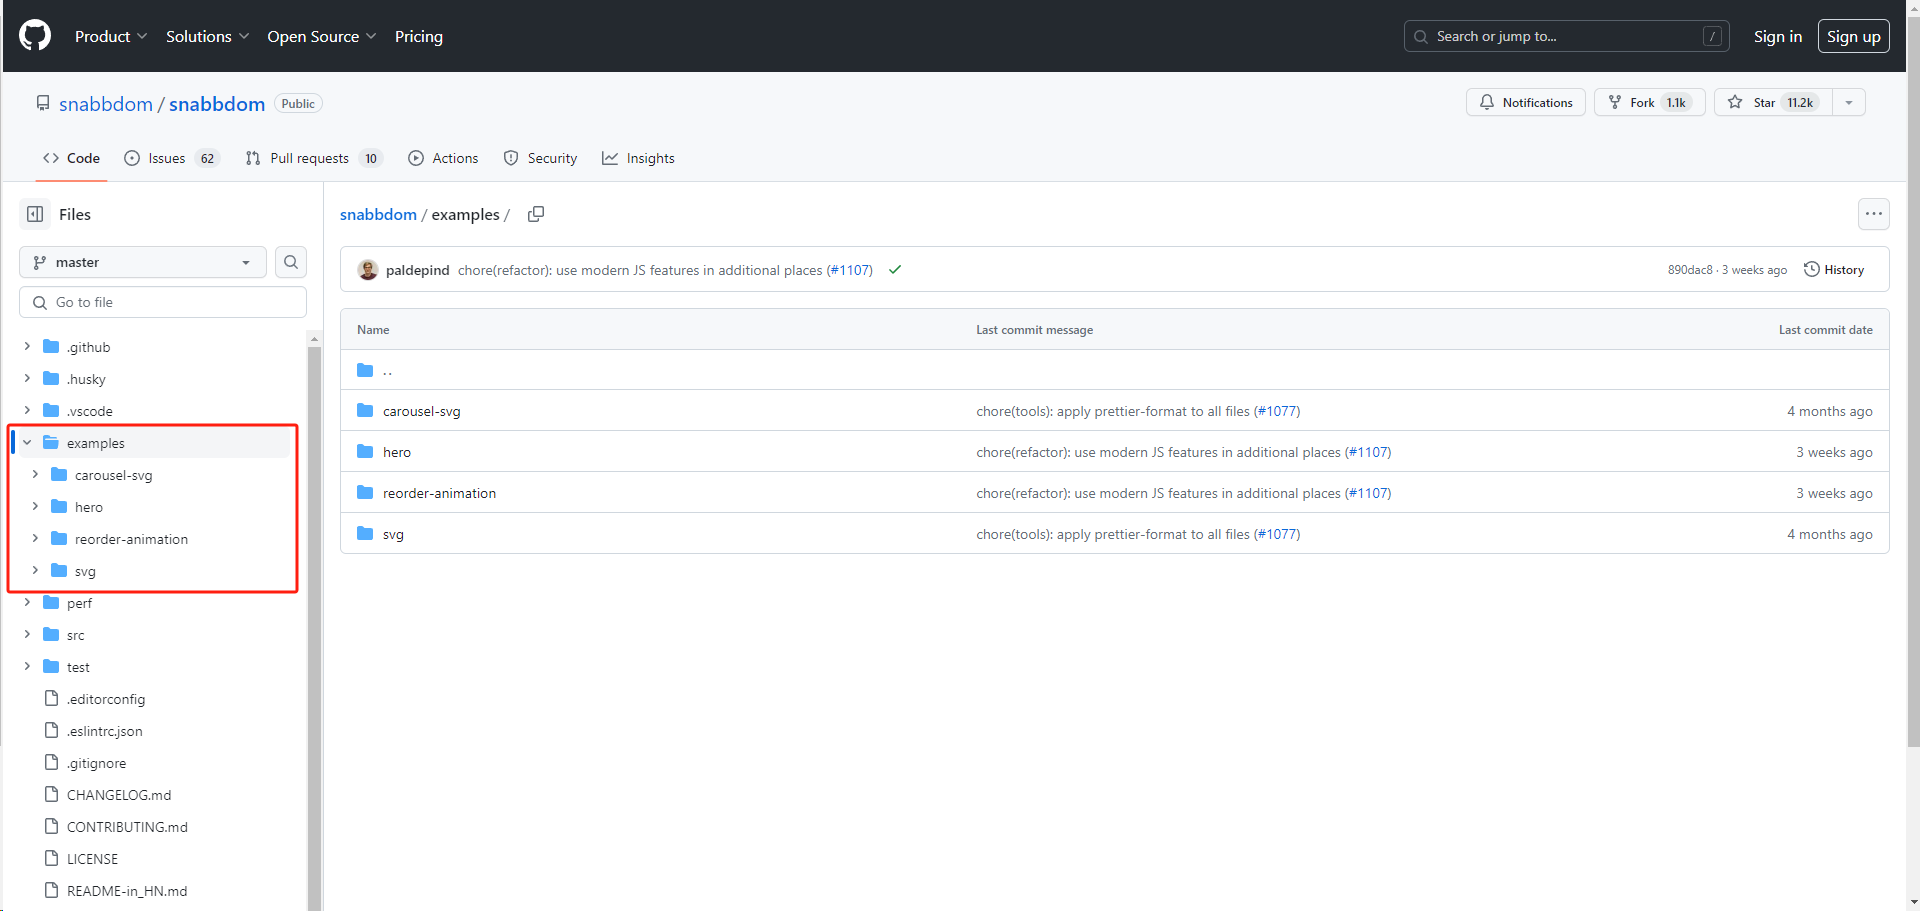 Product Solutions Open Source Pricing Search or jump to... / Sign in Sign up
snabbdom / snabbdom Public Notifications Fork 1.1k Star 11.2k
Code Issues 62 Pull requests 10 Actions Security Insights
Files
master
Go to file
.github
.husky
.vscode
examples
carousel-svg
hero
reorder-animation
svg
perf
src
test
.editorconfig
.eslintrc.json
.gitignore
CHANGELOG.md
CONTRIBUTING.md
LICENSE
README-in_HN.md
snabbdom / examples /
paldepind chore(refactor): use modern JS features in additional places (#1107) 890dac8 · 3 weeks ago History
Name Last commit message Last commit date
..
carousel-svg chore(tools): apply prettier-format to all files (#1077) 4 months ago
hero chore(refactor): use modern JS features in additional places (#1107) 3 weeks ago
reorder-animation chore(refactor): use modern JS features in additional places (#1107) 3 weeks ago
svg chore(tools): apply prettier-format to all files (#1077) 4 months ago